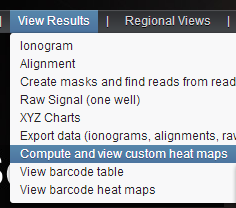 | View Results | Regional Views |
Ionogram
Alignment
Create masks and find reads from read
Raw Signal (one well)
XYZ Charts
Export data (ionograms, alignments, raw
Compute and view custom heat maps
View barcode table
View barcode heat maps